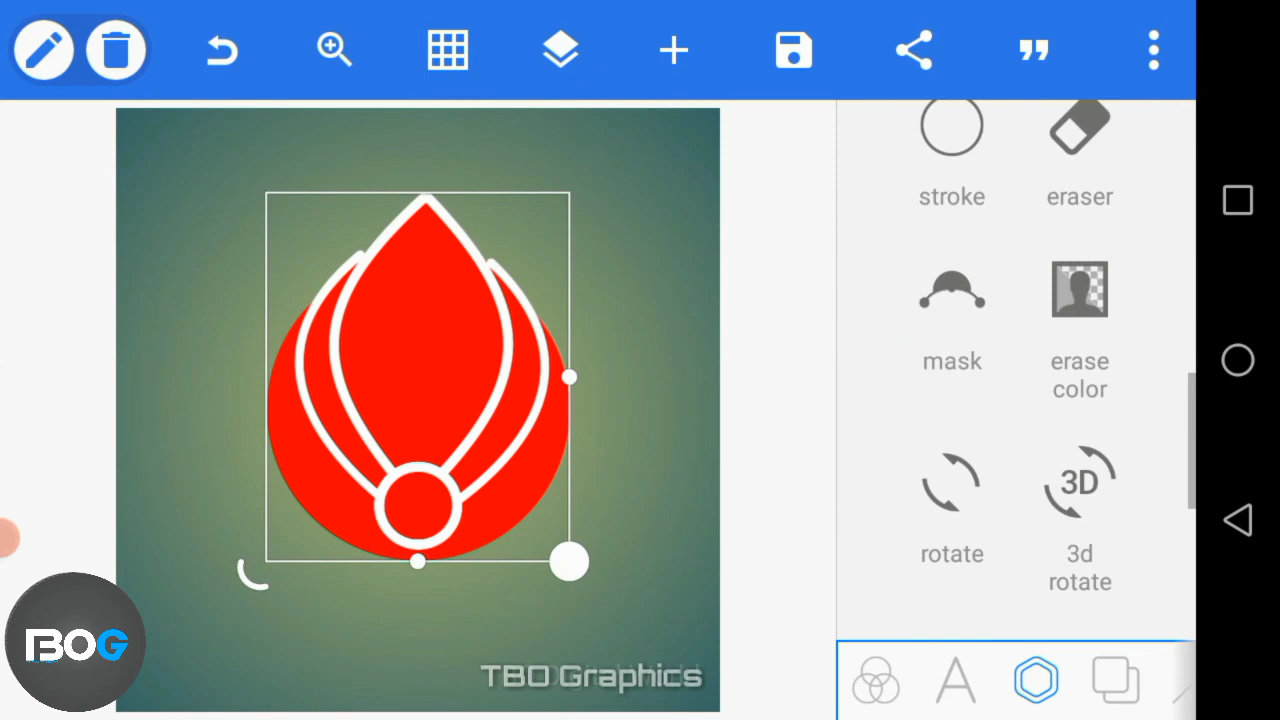 stroke
eraser
mask
erase
color
3D
rotate
3d
rotate
BOG
TBO Graphics